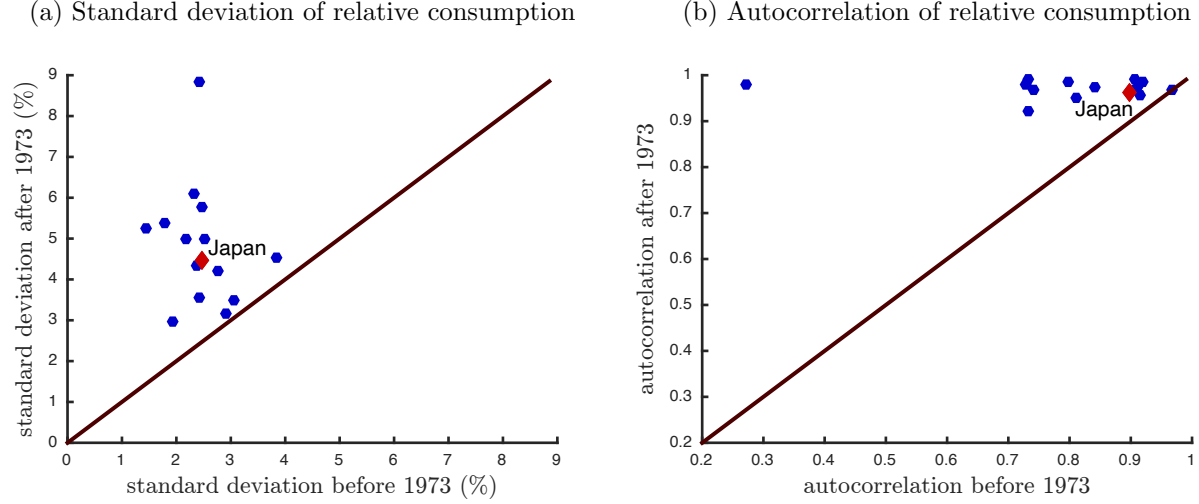 (a) Standard deviation of relative consumption
9
8
7
6
5
4
3
2
1
0
standard deviation after 1973 (%)
Japan
0 1 2 3 4 5 6 7 8 9
standard deviation before 1973 (%)
(b) Autocorrelation of relative consumption
1
0.9
0.8
0.7
0.6
0.5
0.4
0.3
0.2
autocorrelation after 1973
Japan
0.2 0.3 0.4 0.5 0.6 0.7 0.8 0.9 1
autocorrelation before 1973